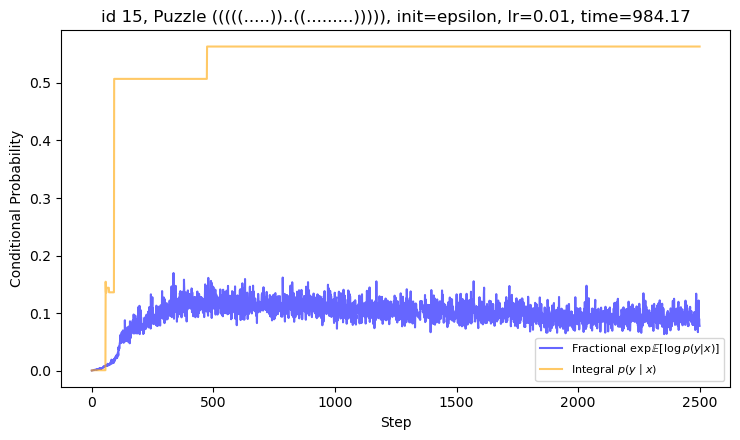 id 15, Puzzle (((((.....))..((.........))))), init=epsilon, lr=0.01, time=984.17
Conditional Probability
0.5
0.4
0.3
0.2
0.1
0.0
Fractional exp𝔼[log p(y|x)]
Integral p(y | x)
0
500
1000
1500
2000
2500
Step